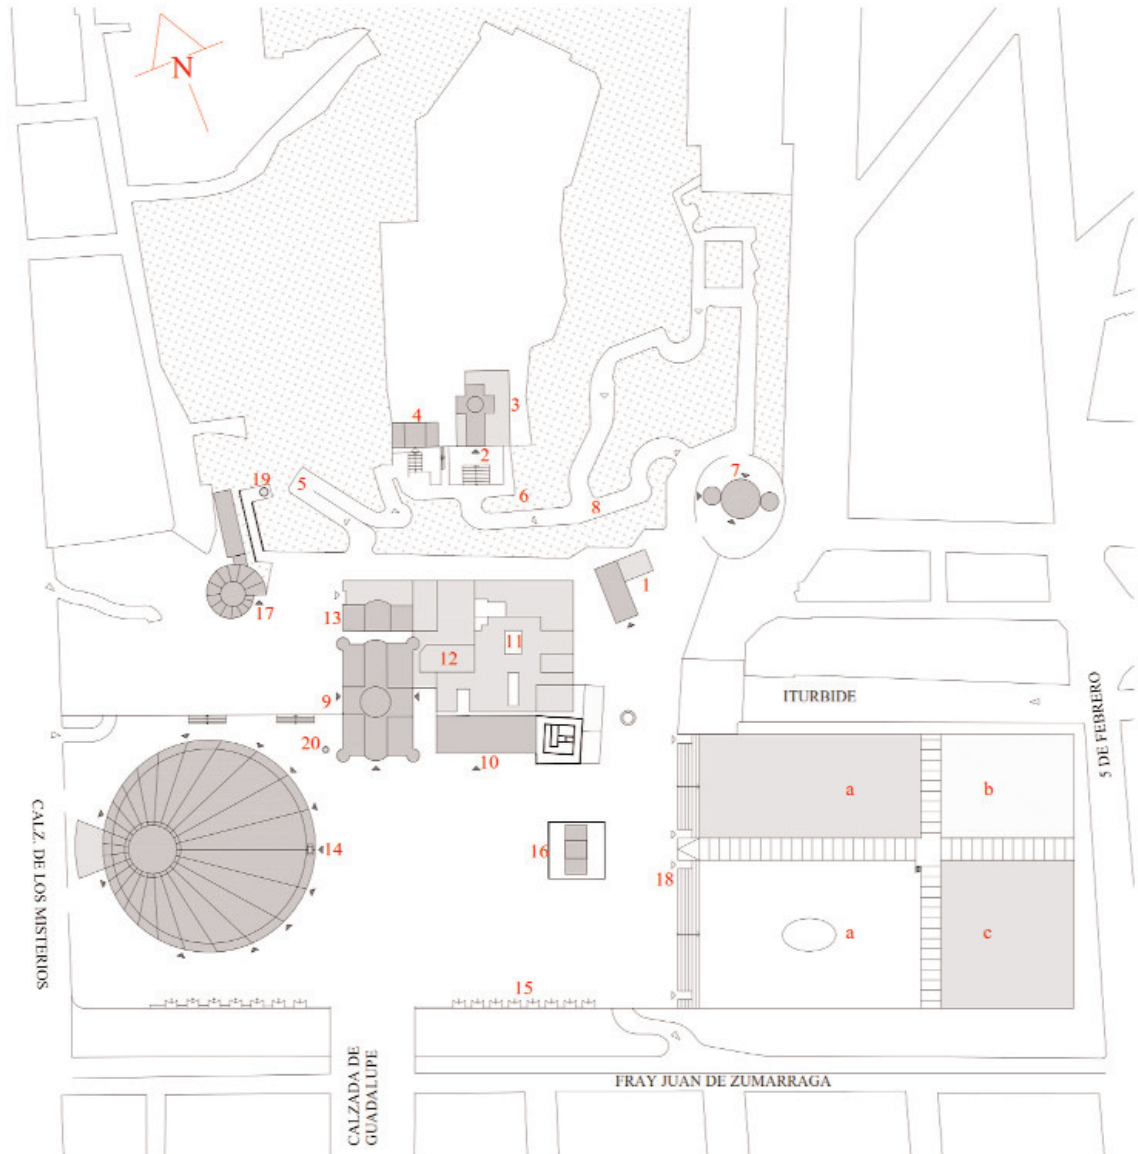 N
4
3
2
19
5
6
8
7
1
17
13
11
12
9
ITURBIDE
5 DE FEBRERO
20
10
a
b
CALZ. DE LOS MISTERIOS
14
16
18
a
c
15
CALZADA DE
GUADALUPE
FRAY JUAN DE ZUMARRAGA